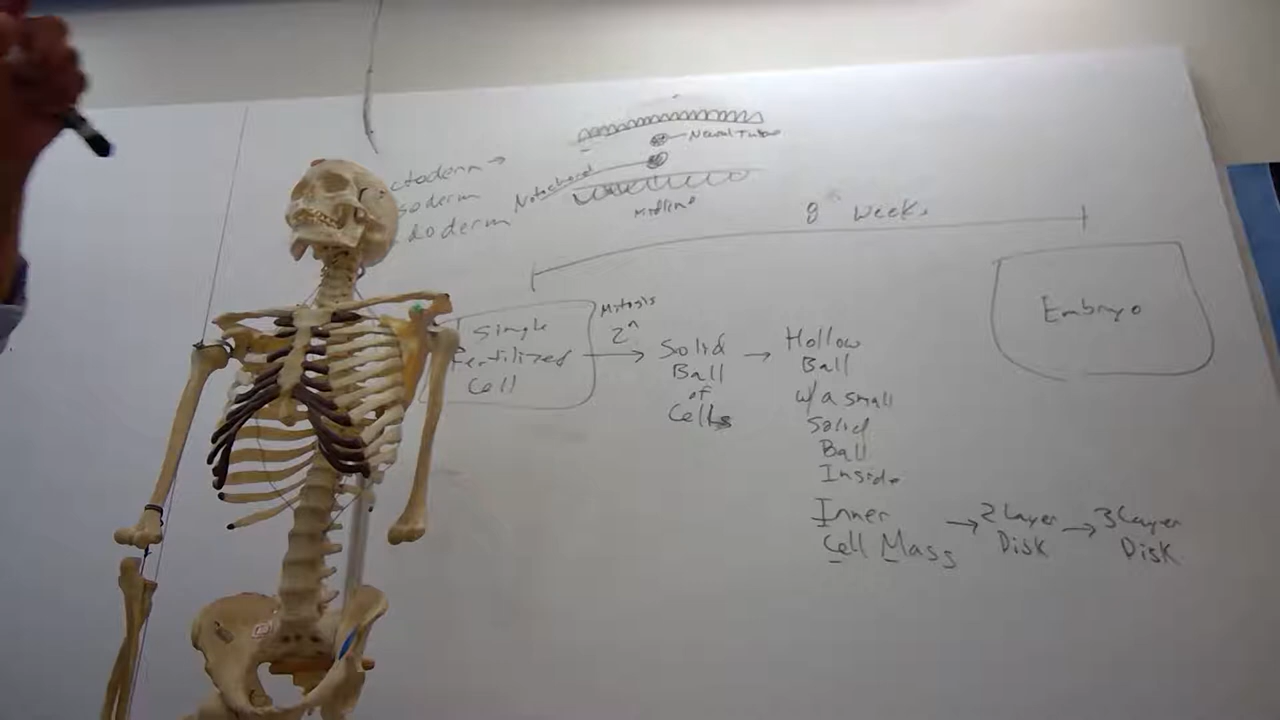 ctoderm →
soderm
doderm
Neural Tube
Notochord
Midline
8 weeks
Single
Fertilized
Cell
Mitosis
2ⁿ
→
Solid
Ball
of
Cells
→
Hollow
Ball
w/a small
Solid
Ball
Inside
Inner
Cell Mass
→ 2 Layer
Disk
→ 3 Layer
Disk
Embryo